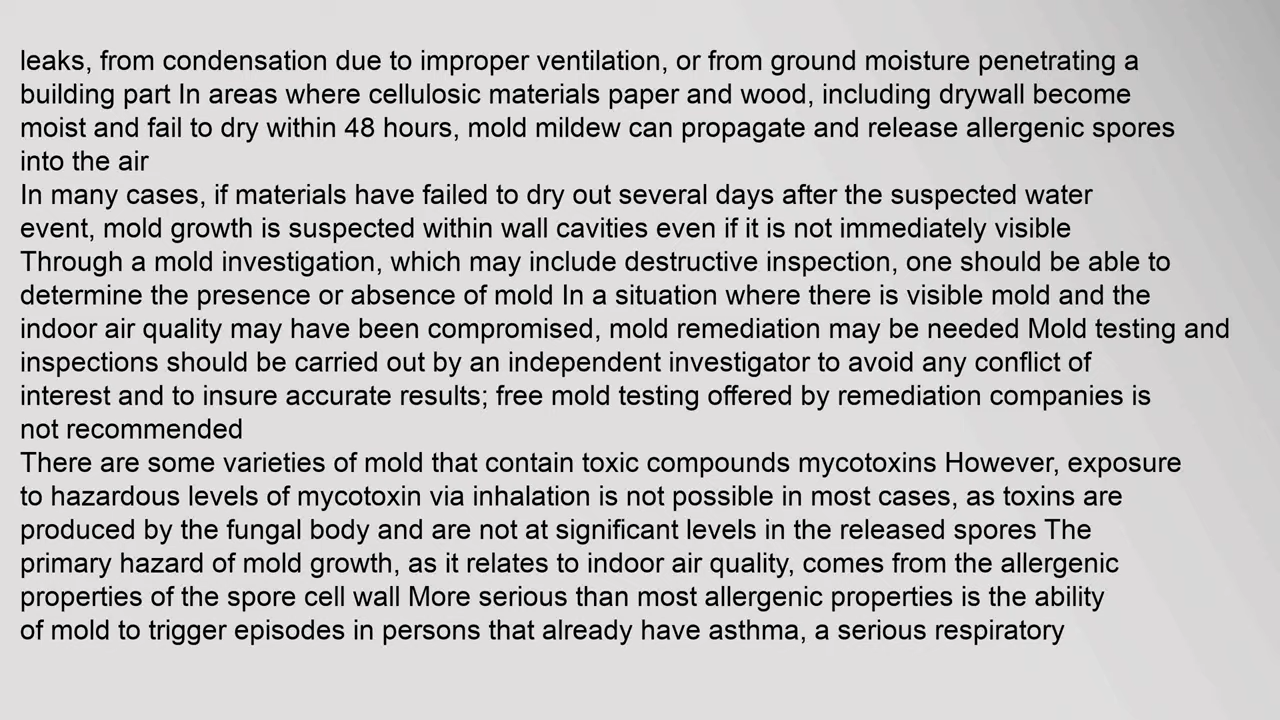 leaks, from condensation due to improper ventilation, or from ground moisture penetrating a
building part In areas where cellulosic materials paper and wood, including drywall become
moist and fail to dry within 48 hours, mold mildew can propagate and release allergenic spores
into the air
In many cases, if materials have failed to dry out several days after the suspected water
event, mold growth is suspected within wall cavities even if it is not immediately visible
Through a mold investigation, which may include destructive inspection, one should be able to
determine the presence or absence of mold In a situation where there is visible mold and the
indoor air quality may have been compromised, mold remediation may be needed Mold testing and
inspections should be carried out by an independent investigator to avoid any conflict of
interest and to insure accurate results; free mold testing offered by remediation companies is
not recommended
There are some varieties of mold that contain toxic compounds mycotoxins However, exposure
to hazardous levels of mycotoxin via inhalation is not possible in most cases, as toxins are
produced by the fungal body and are not at significant levels in the released spores The
primary hazard of mold growth, as it relates to indoor air quality, comes from the allergenic
properties of the spore cell wall More serious than most allergenic properties is the ability
of mold to trigger episodes in persons that already have asthma, a serious respiratory